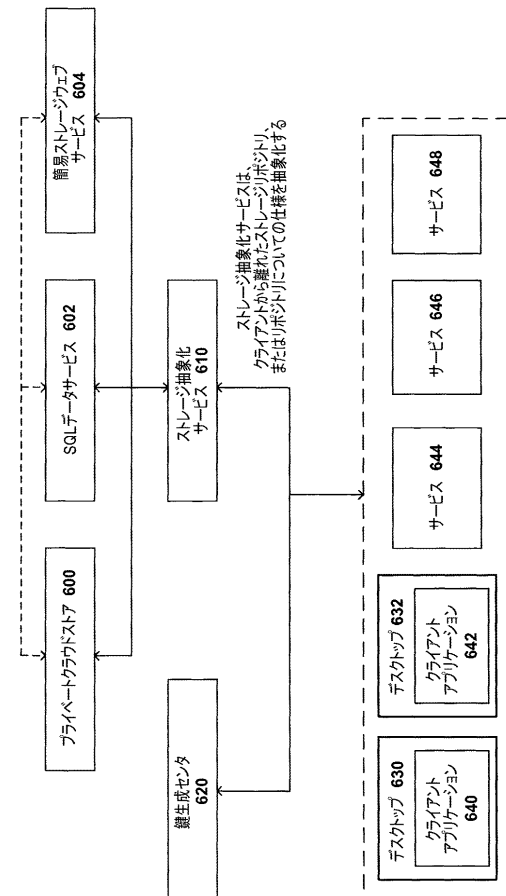 プライベートクラウドストア 600
SQLデータサービス 602
簡易ストレージウェブ
サービス 604
鍵生成センタ
620
ストレージ抽象化
サービス 610
ストレージ抽象化サービスは、
クライアントから離れたストレージリポジトリ、
またはリポジトリについての仕様を抽象化する
デスクトップ 630
クライアント
アプリケーション
640
デスクトップ 632
クライアント
アプリケーション
642
サービス 644
サービス 646
サービス 648